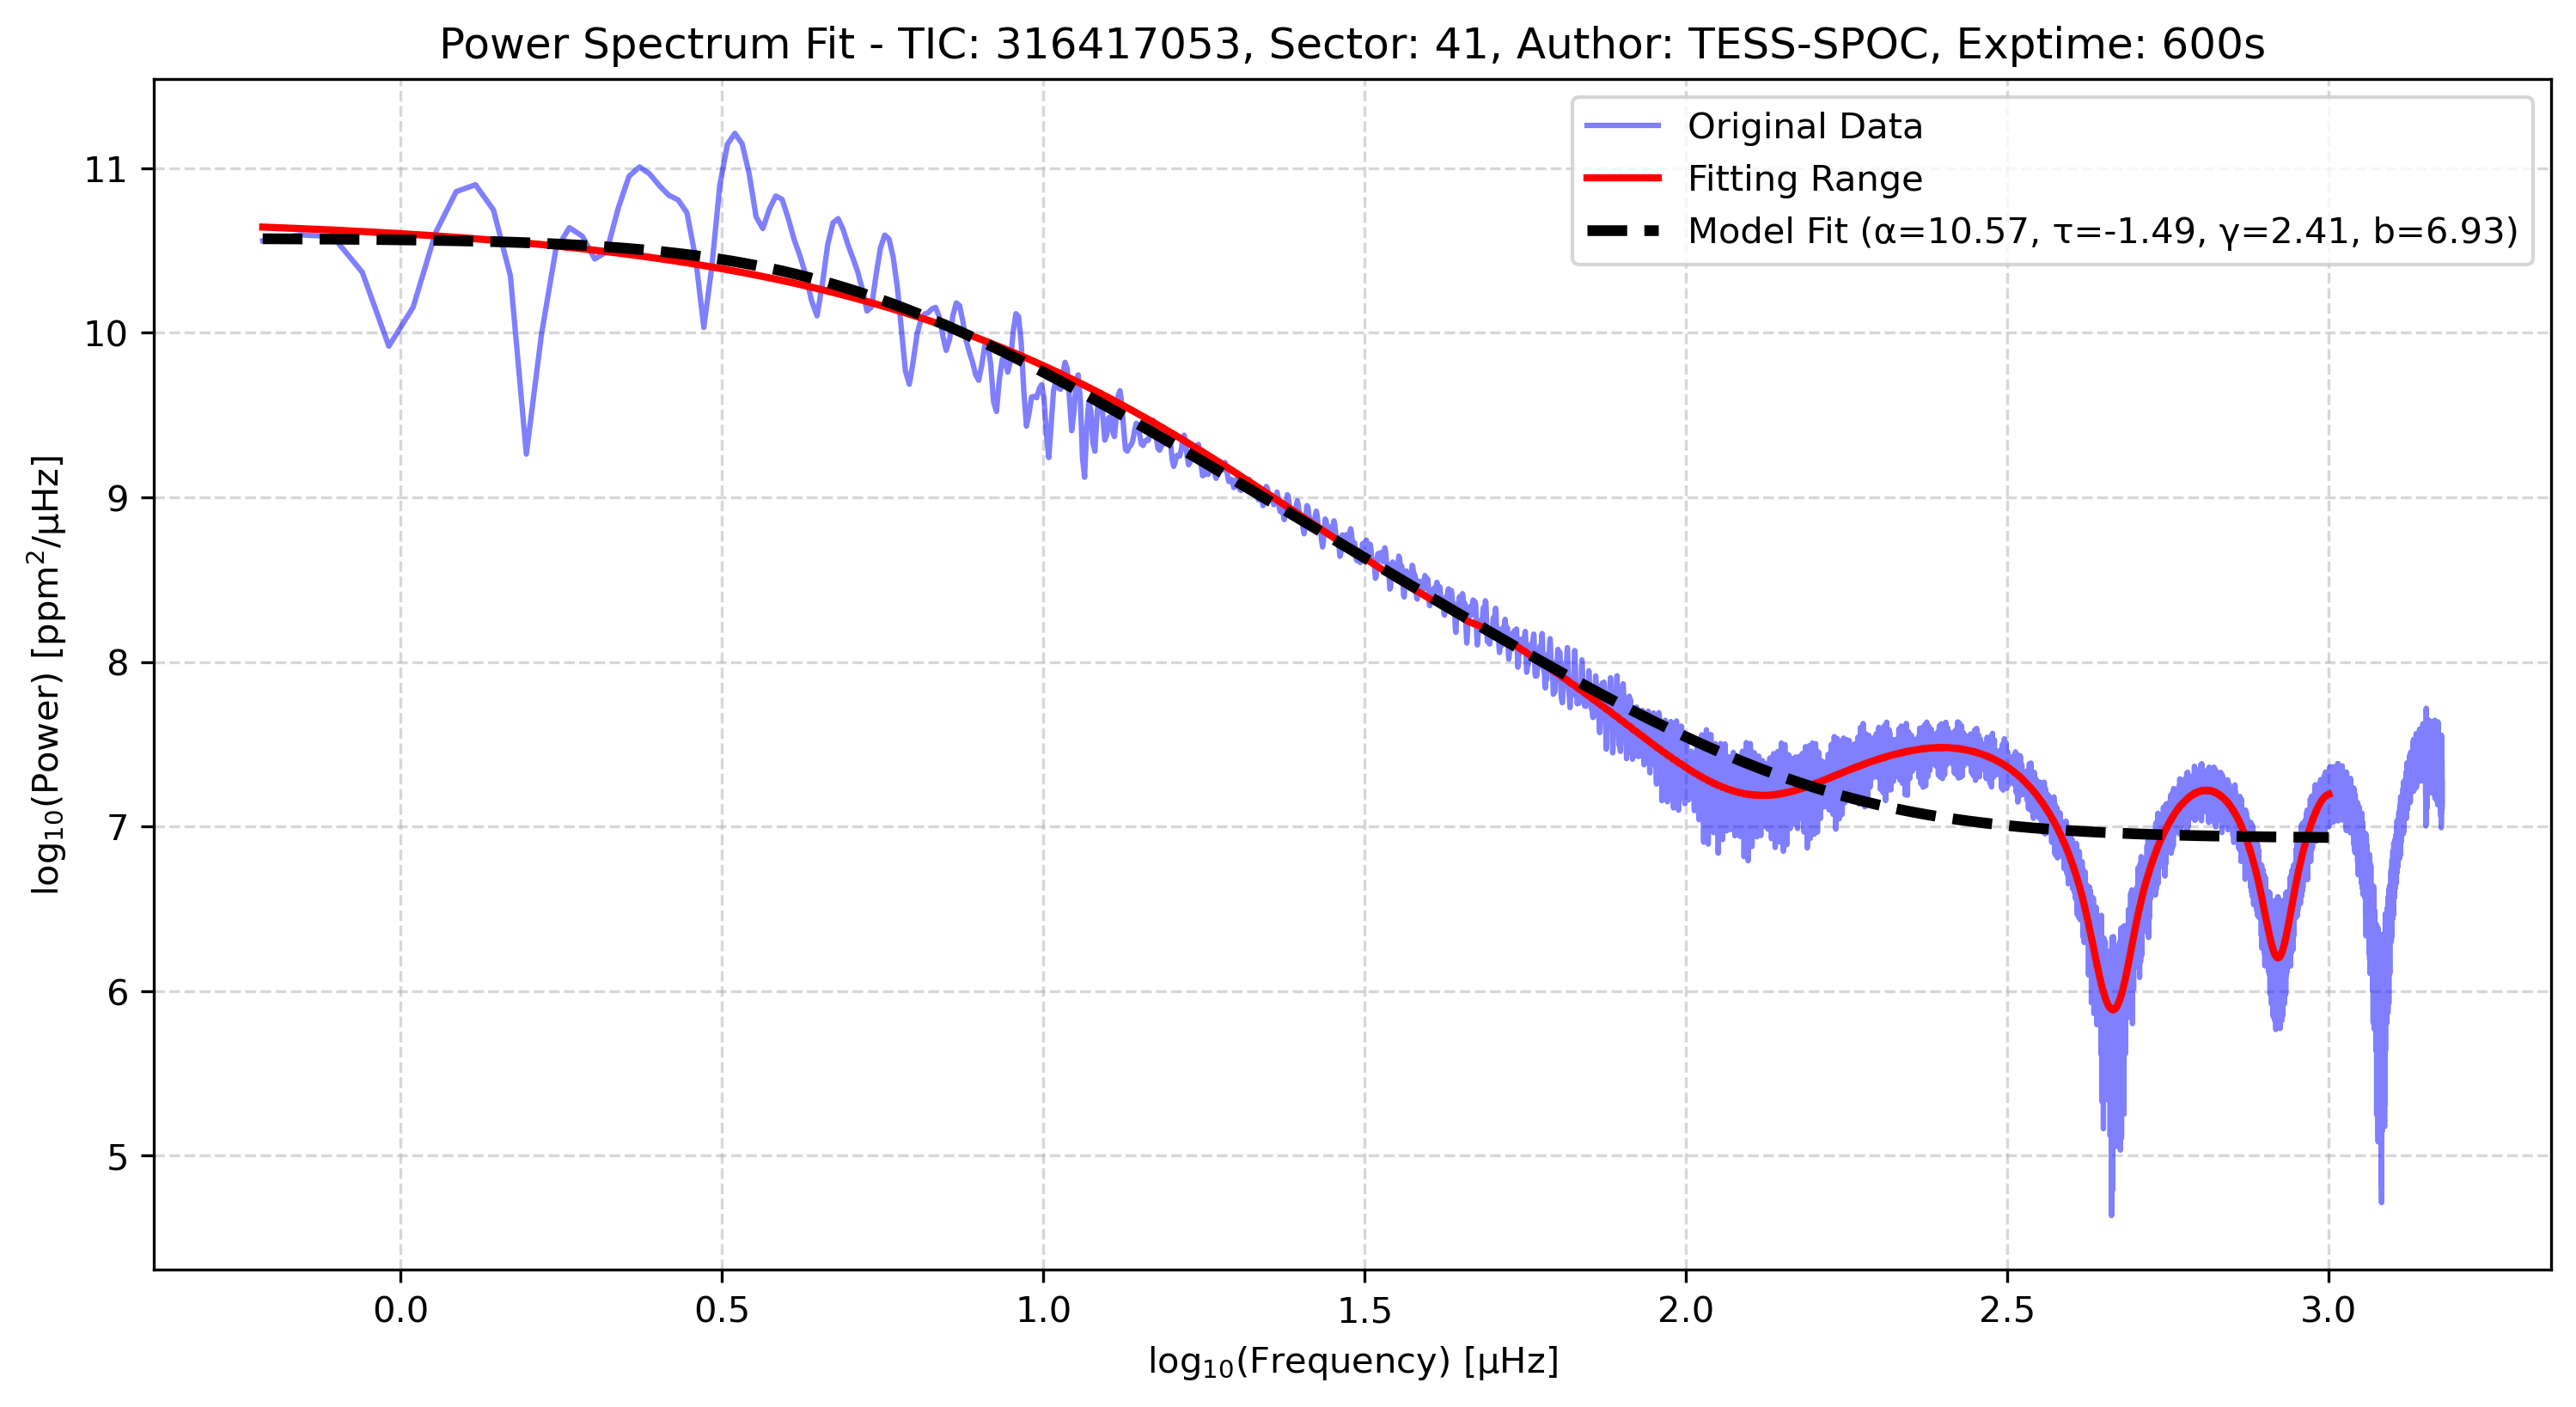 Power Spectrum Fit - TIC: 316417053, Sector: 41, Author: TESS-SPOC, Exptime: 600s
Original Data
Fitting Range
Model Fit (α=10.57, τ=-1.49, γ=2.41, b=6.93)
log₁₀(Power) [ppm²/μHz]
11
10
9
8
7
6
5
0.0 0.5 1.0 1.5 2.0 2.5 3.0
log₁₀(Frequency) [μHz]